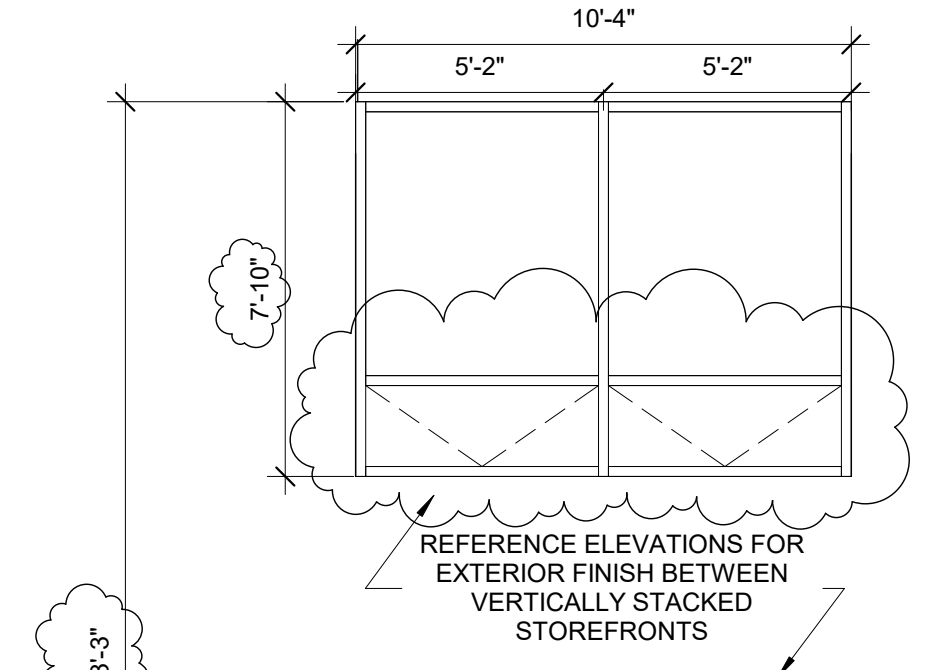 10'-4"
5'-2"
5'-2"
7'-10"
REFERENCE ELEVATIONS FOR
EXTERIOR FINISH BETWEEN
VERTICALLY STACKED
STOREFRONTS